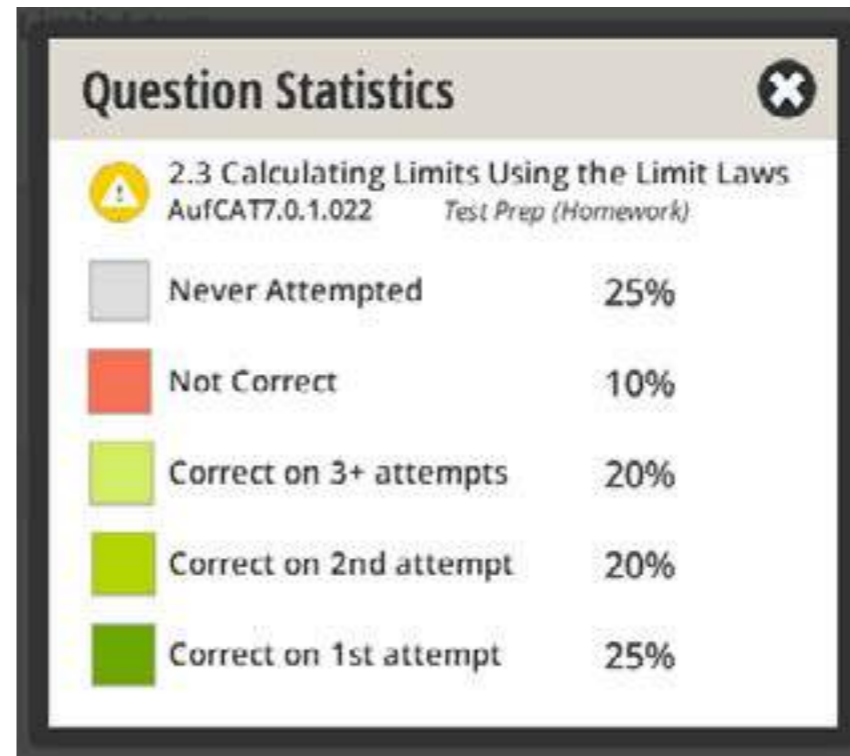 Question Statistics
2.3 Calculating Limits Using the Limit Laws
AufCAT7.0.1.022 Test Prep (Homework)
Never Attempted 25%
Not Correct 10%
Correct on 3+ attempts 20%
Correct on 2nd attempt 20%
Correct on 1st attempt 25%